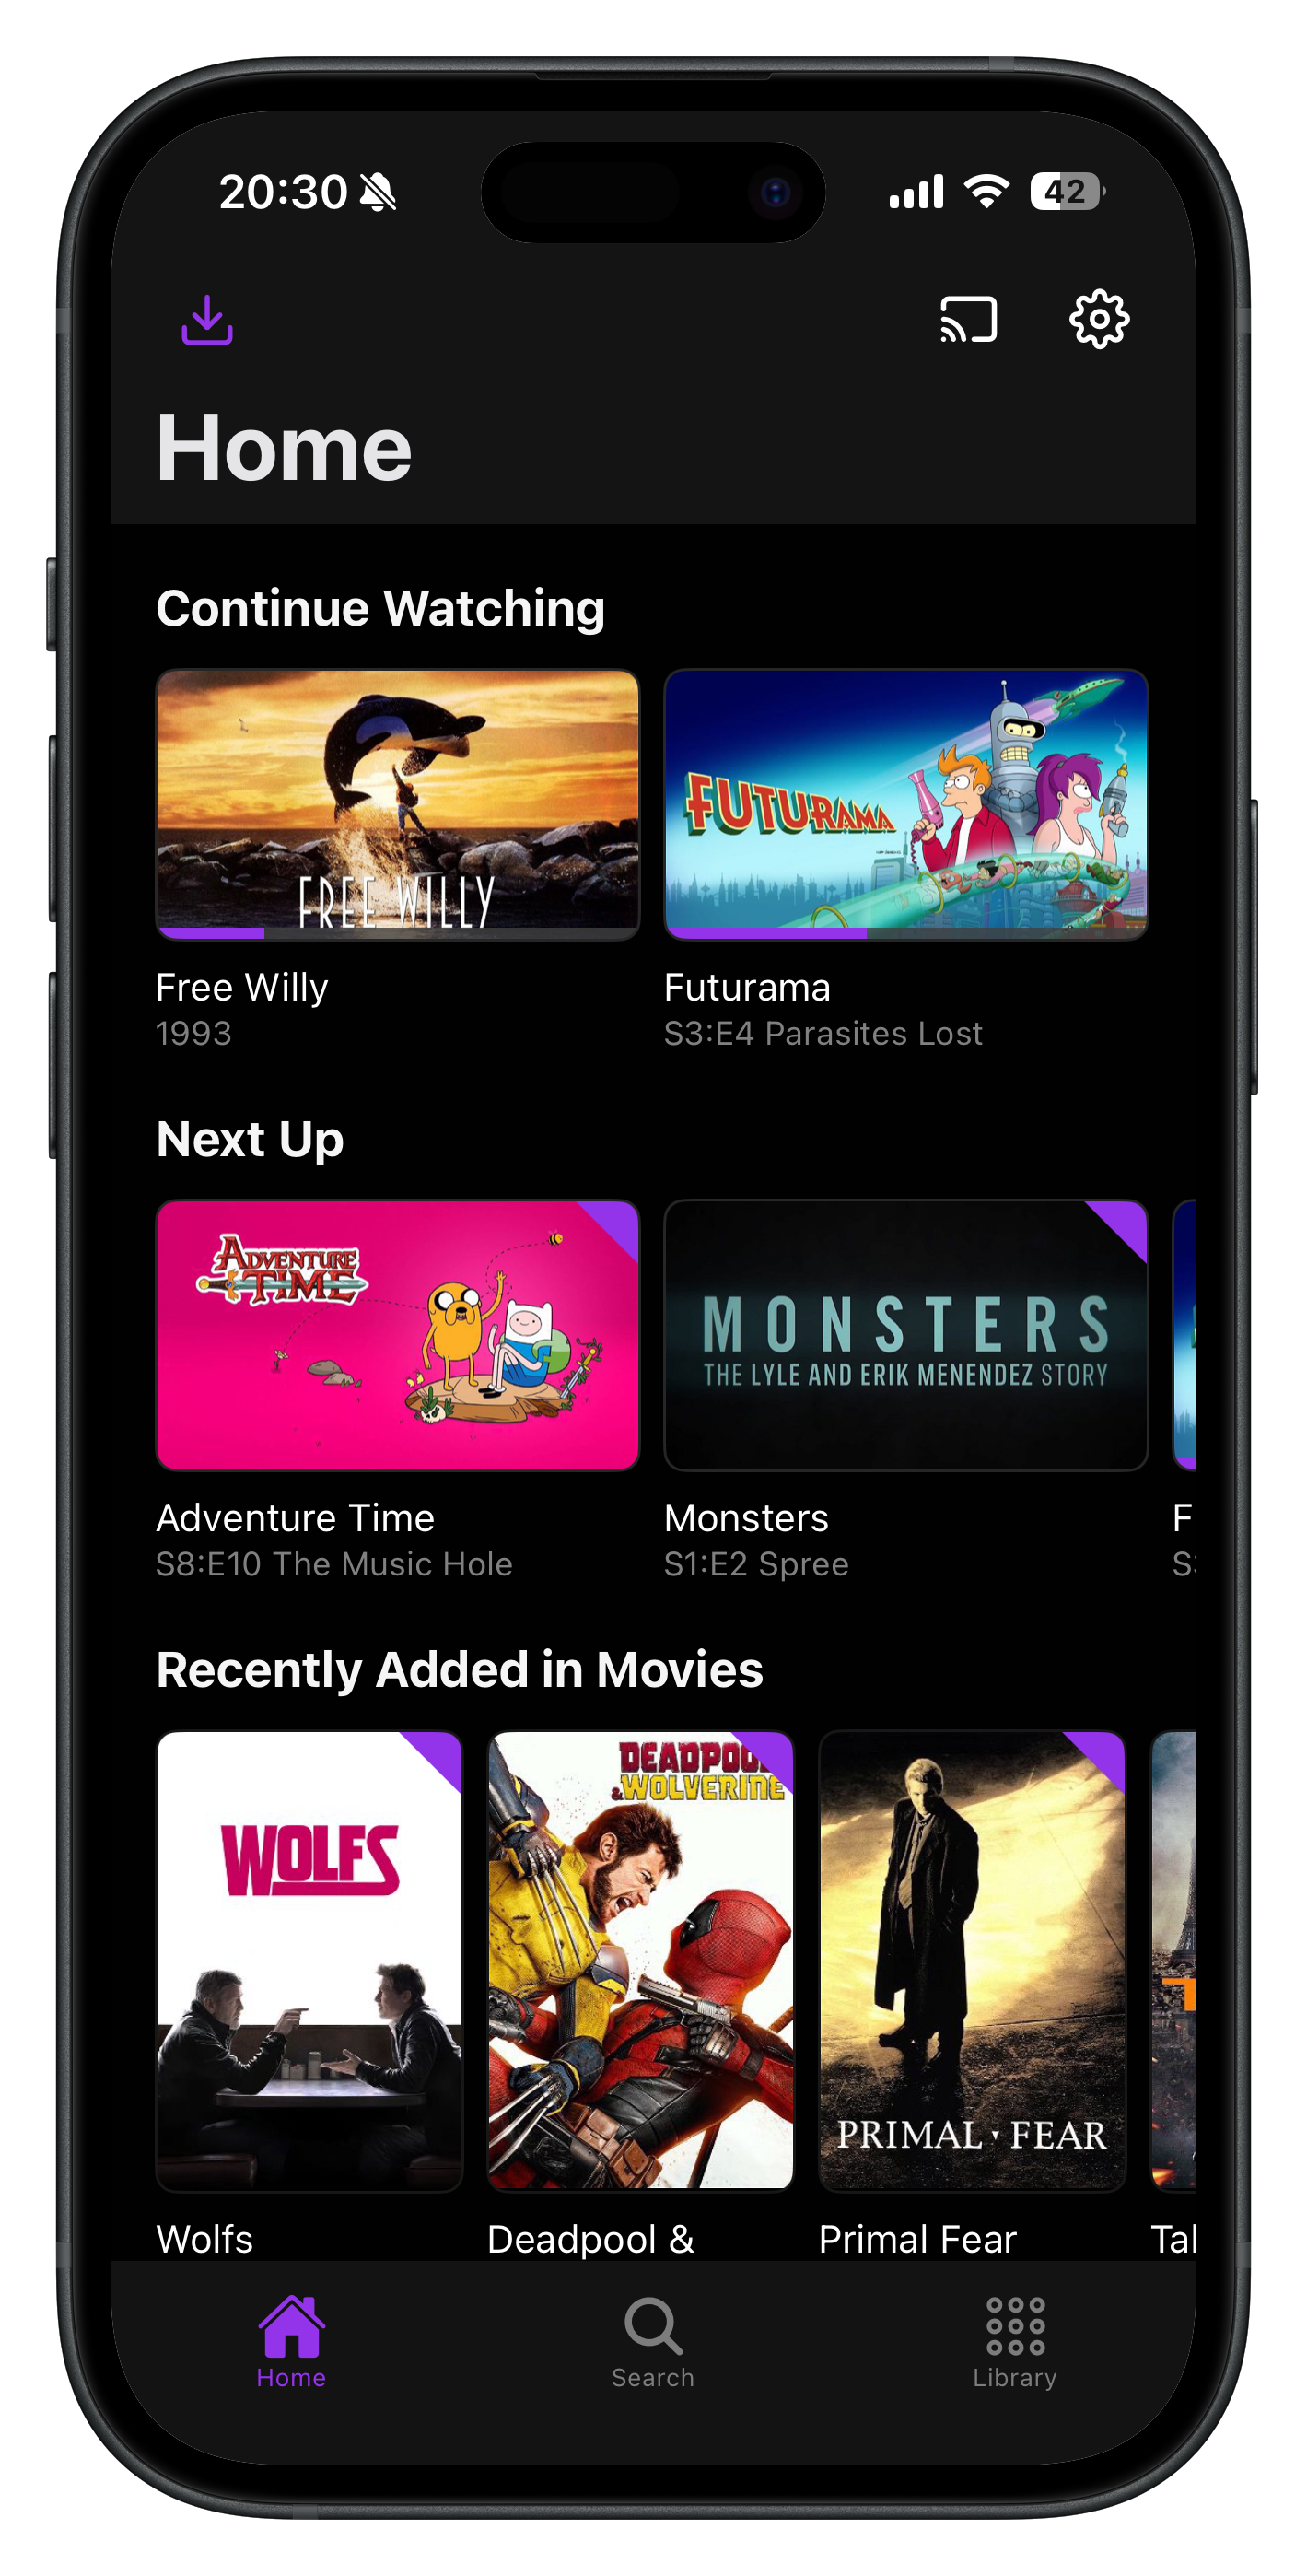 20:30
42
Home
Continue Watching
FREE WILLY
FUTURAMA
Free Willy
Futurama
1993
S3:E4 Parasites Lost
Next Up
ADVENTURE
TIME
MONSTERS
THE LYLE AND ERIK MENENDEZ STORY
Adventure Time
Monsters
S8:E10 The Music Hole
S1:E2 Spree
Recently Added in Movies
WOLFS
&WOLVERINE
PRIMAL FEAR
Wolfs
Deadpool &
Primal Fear
Home
Search
Library